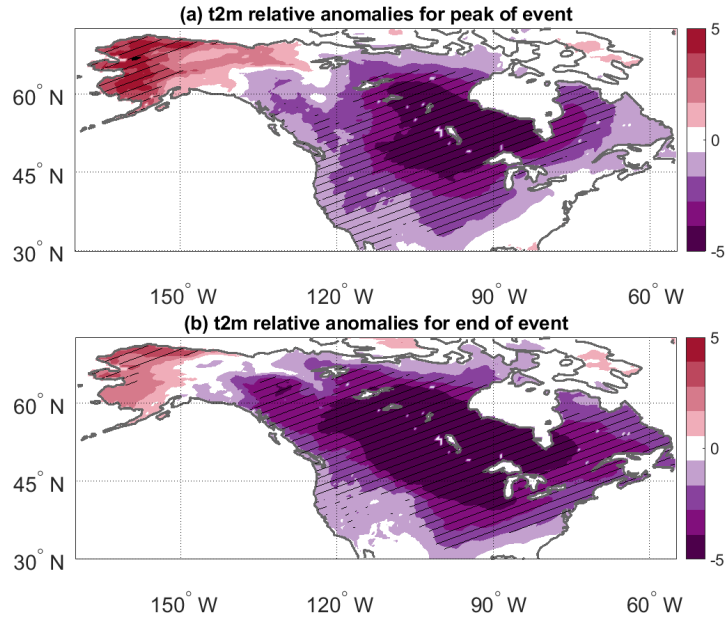 (a) t2m relative anomalies for peak of event
60° N
45° N
30° N
150° W
120° W
90° W
60° W
5
0
-5
(b) t2m relative anomalies for end of event
60° N
45° N
30° N
150° W
120° W
90° W
60° W
5
0
-5